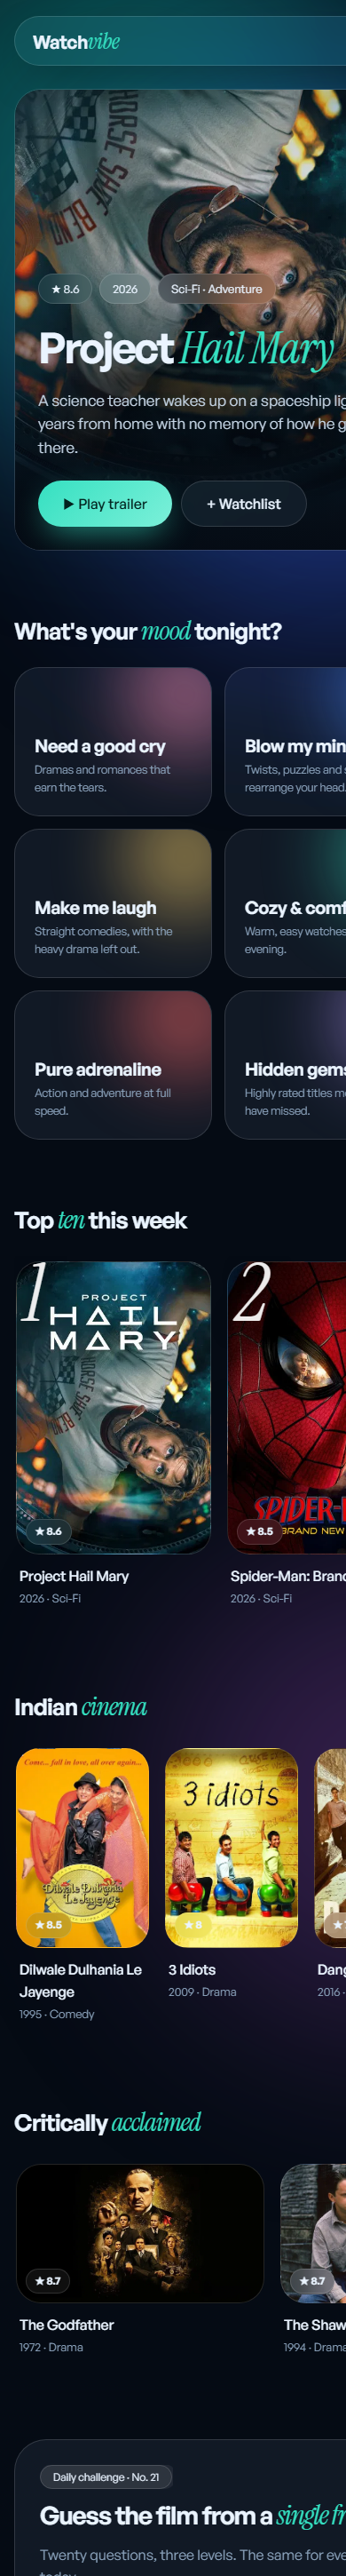 Watchvibe
★ 8.6
2026
Sci-Fi · Adventure
Project Hail Mary
A science teacher wakes up on a spaceship lig
years from home with no memory of how he g
there.
▶ Play trailer
+ Watchlist
What's your mood tonight?
Need a good cry
Dramas and romances that
earn the tears.
Blow my min
Twists, puzzles and s
rearrange your head.
Make me laugh
Straight comedies, with the
heavy drama left out.
Cozy & comf
Warm, easy watches
evening.
Pure adrenaline
Action and adventure at full
speed.
Hidden gems
Highly rated titles m
have missed.
Top ten this week
1
PROJECT
HAIL
MARY
★ 8.6
Project Hail Mary
2026 · Sci-Fi
2
SPIDER-
BRAND NEW
★ 8.5
Spider-Man: Brand
2026 · Sci-Fi
Indian cinema
Come... fall in love, all over again...
Dilwale Dulhania
Le Jayenge
★ 8.5
Dilwale Dulhania Le
Jayenge
1995 · Comedy
3 idiots
★ 8
3 Idiots
2009 · Drama
Dang
2016 ·
Critically acclaimed
★ 8.7
The Godfather
1972 · Drama
★ 8.7
The Shaw
1994 · Drama
Daily challenge · No. 21
Guess the film from a single fr
Twenty questions, three levels. The same for eve